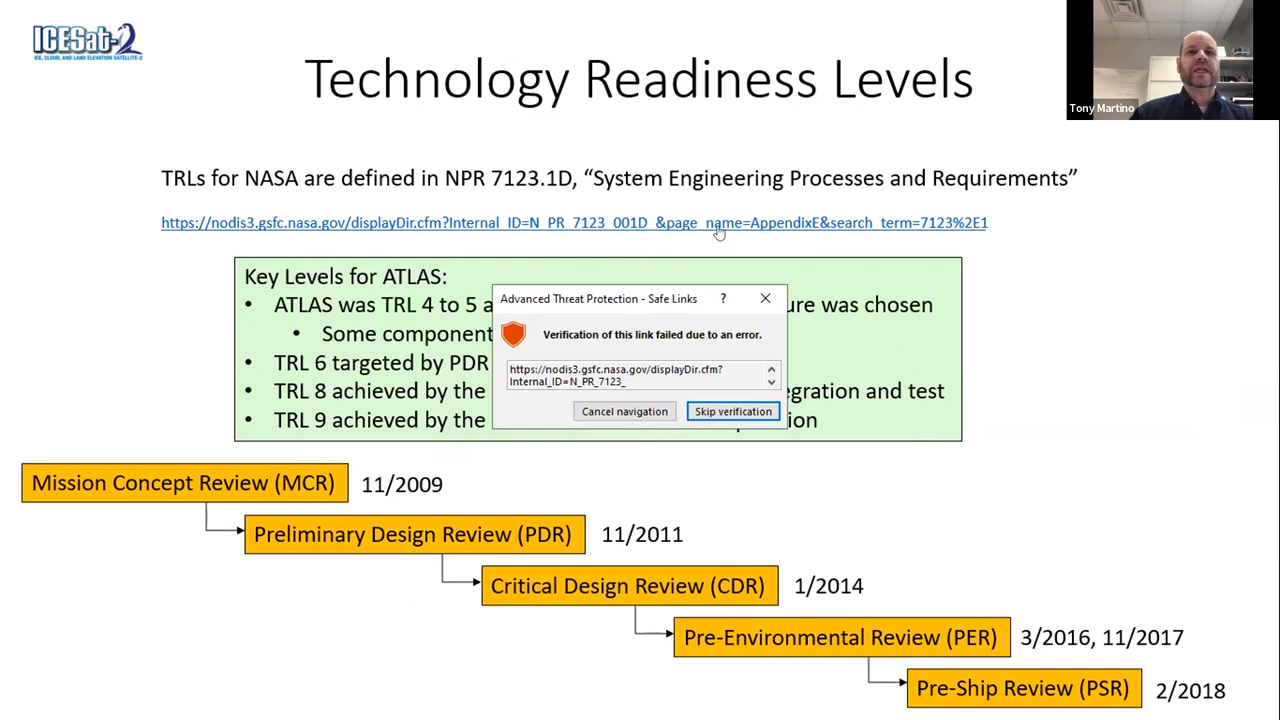 ICESat-2
ICE, CLOUD, AND LAND ELEVATION SATELLITE-2
Technology Readiness Levels
Tony Martino
TRLs for NASA are defined in NPR 7123.1D, “System Engineering Processes and Requirements”
https://nodis3.gsfc.nasa.gov/displayDir.cfm?Internal_ID=N_PR_7123_001D_&page_name=AppendixE&search_term=7123%2E1
Key Levels for ATLAS:
• ATLAS was TRL 4 to 5 a ure was chosen
• Some component
• TRL 6 targeted by PDR
• TRL 8 achieved by the egration and test
• TRL 9 achieved by the
Advanced Threat Protection - Safe Links ?
Verification of this link failed due to an error.
https://nodis3.gsfc.nasa.gov/displayDir.cfm?
Internal_ID=N_PR_7123_
Cancel navigation Skip verification
Mission Concept Review (MCR) 11/2009
Preliminary Design Review (PDR) 11/2011
Critical Design Review (CDR) 1/2014
Pre-Environmental Review (PER) 3/2016, 11/2017
Pre-Ship Review (PSR) 2/2018